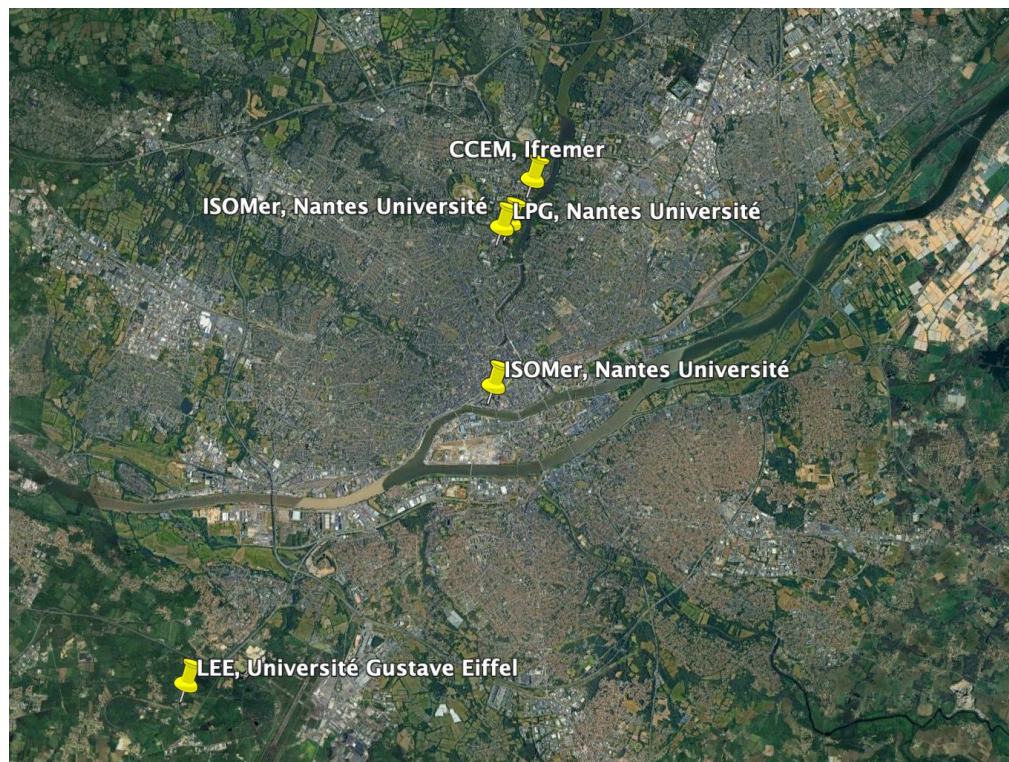 CCEM, Ifremer
ISOMer, Nantes Université
LPG, Nantes Université
ISOMer, Nantes Université
LEE, Université Gustave Eiffel